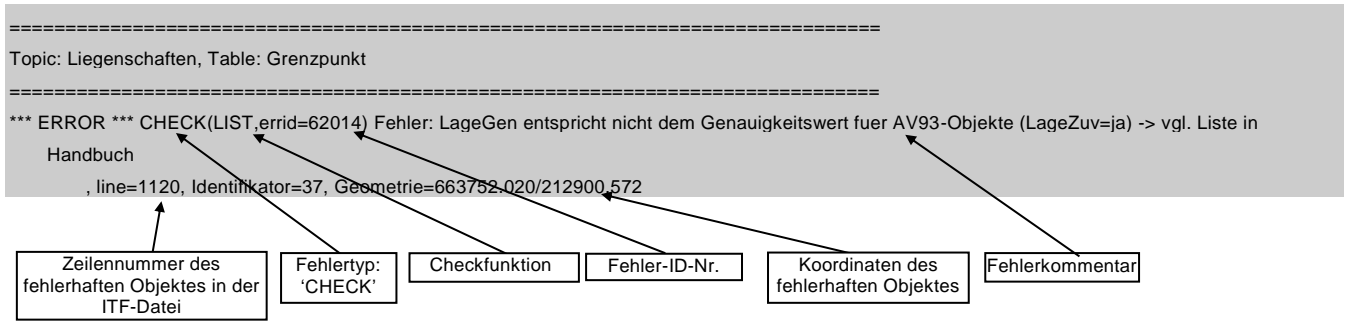 ==============================================================================
Topic: Liegenschaften, Table: Grenzpunkt
==============================================================================
*** ERROR *** CHECK(LIST,errid=62014) Fehler: LageGen entspricht nicht dem Genauigkeitswert fuer AV93-Objekte (LageZuv=ja) -> vgl. Liste in
Handbuch
, line=1120, Identifikator=37, Geometrie=663752.020/212900.572
Zeilennummer des
fehlerhaften Objektes in der
ITF-Datei
Fehlertyp:
‘CHECK’
Checkfunktion
Fehler-ID-Nr.
Koordinaten des
fehlerhaften Objektes
Fehlerkommentar